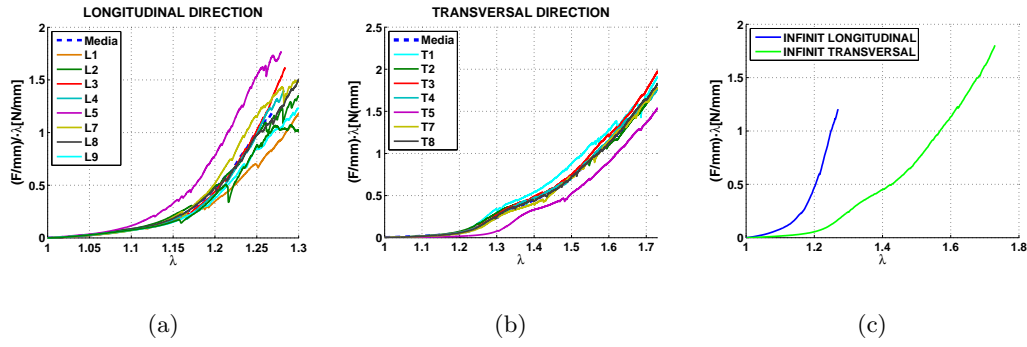 LONGITUDINAL DIRECTION
(F/mm)/·λ[N/mm]
2
1.5
1
0.5
0
1
1.05
1.1
1.15
1.2
1.25
1.3
λ
Media
L1
L2
L3
L4
L5
L7
L8
L9
(a)
TRANSVERSAL DIRECTION
(F/mm)·λ[N(mm]
2.5
2
1.5
1
0.5
0
1
1.1
1.2
1.3
1.4
1.5
1.6
1.7
λ
Media
T1
T2
T3
T4
T5
T7
T8
(b)
(F/mm)·λ[N/mm]
2
1.5
1
0.5
0
1
1.2
1.4
1.6
1.8
λ
INFINIT LONGITUDINAL
INFINIT TRANSVERSAL
(c)